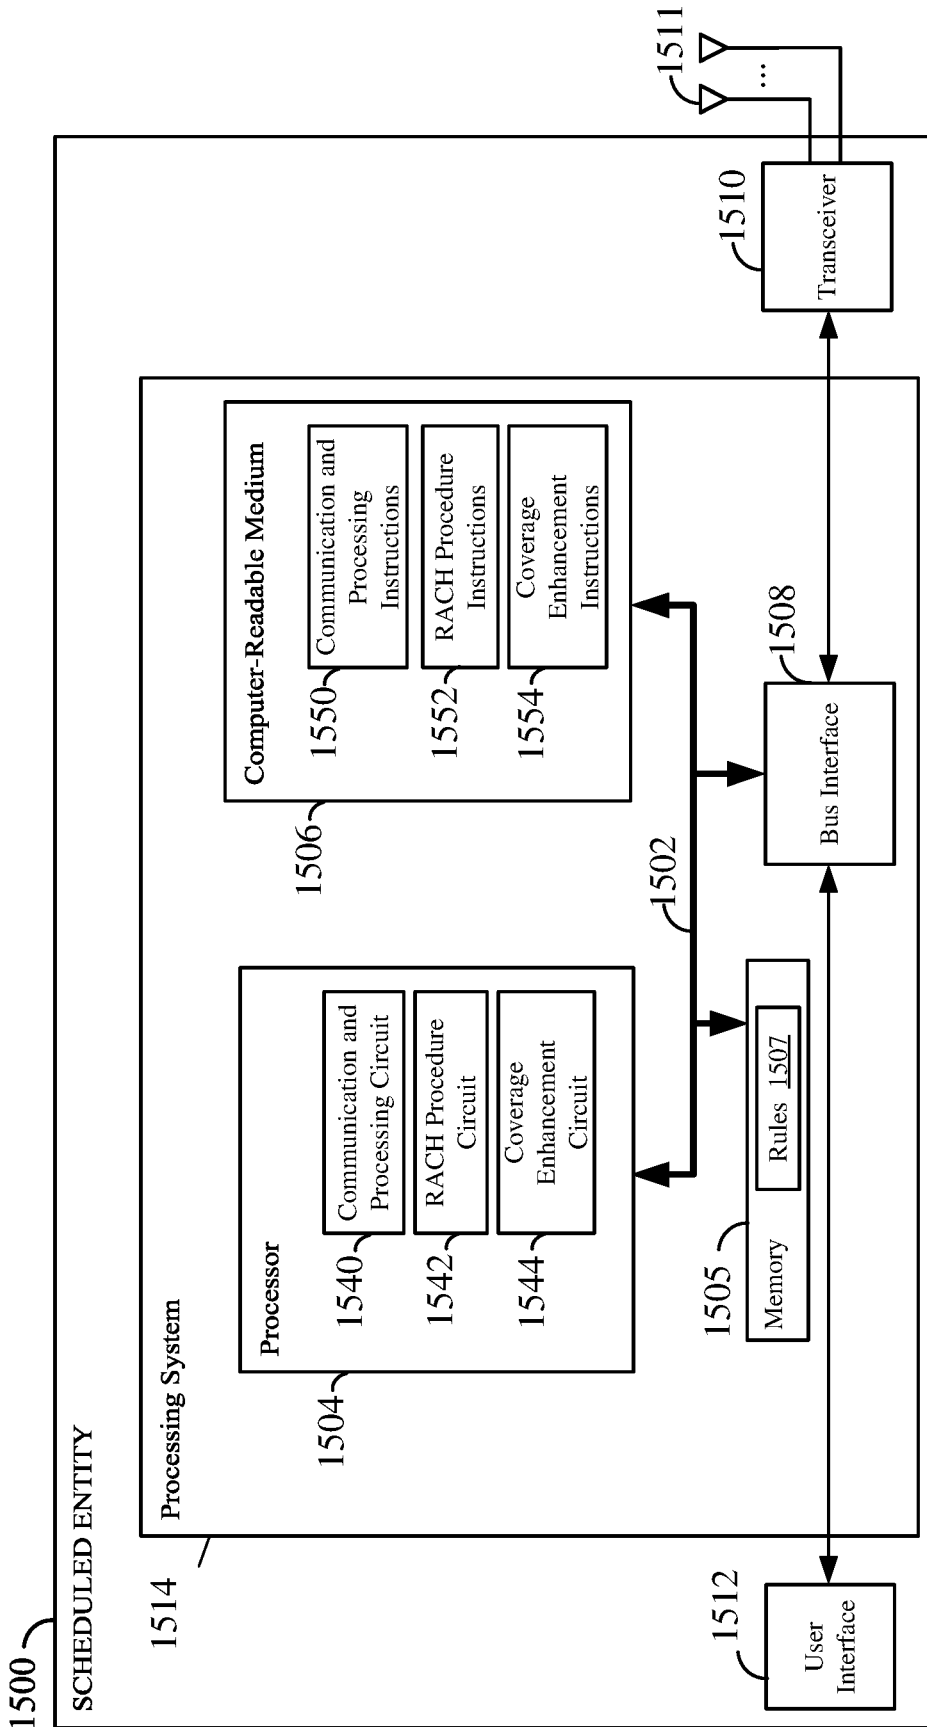 1500
SCHEDULED ENTITY
1514
Processing System
1504
Processor
1540
Communication and
Processing Circuit
1542
RACH Procedure
Circuit
1544
Coverage
Enhancement
Circuit
1506
Computer-Readable Medium
1550
Communication and
Processing
Instructions
1552
RACH Procedure
Instructions
1554
Coverage
Enhancement
Instructions
1502
1505
Memory
Rules 1507
1508
Bus Interface
1512
User
Interface
1510
Transceiver
1511
...